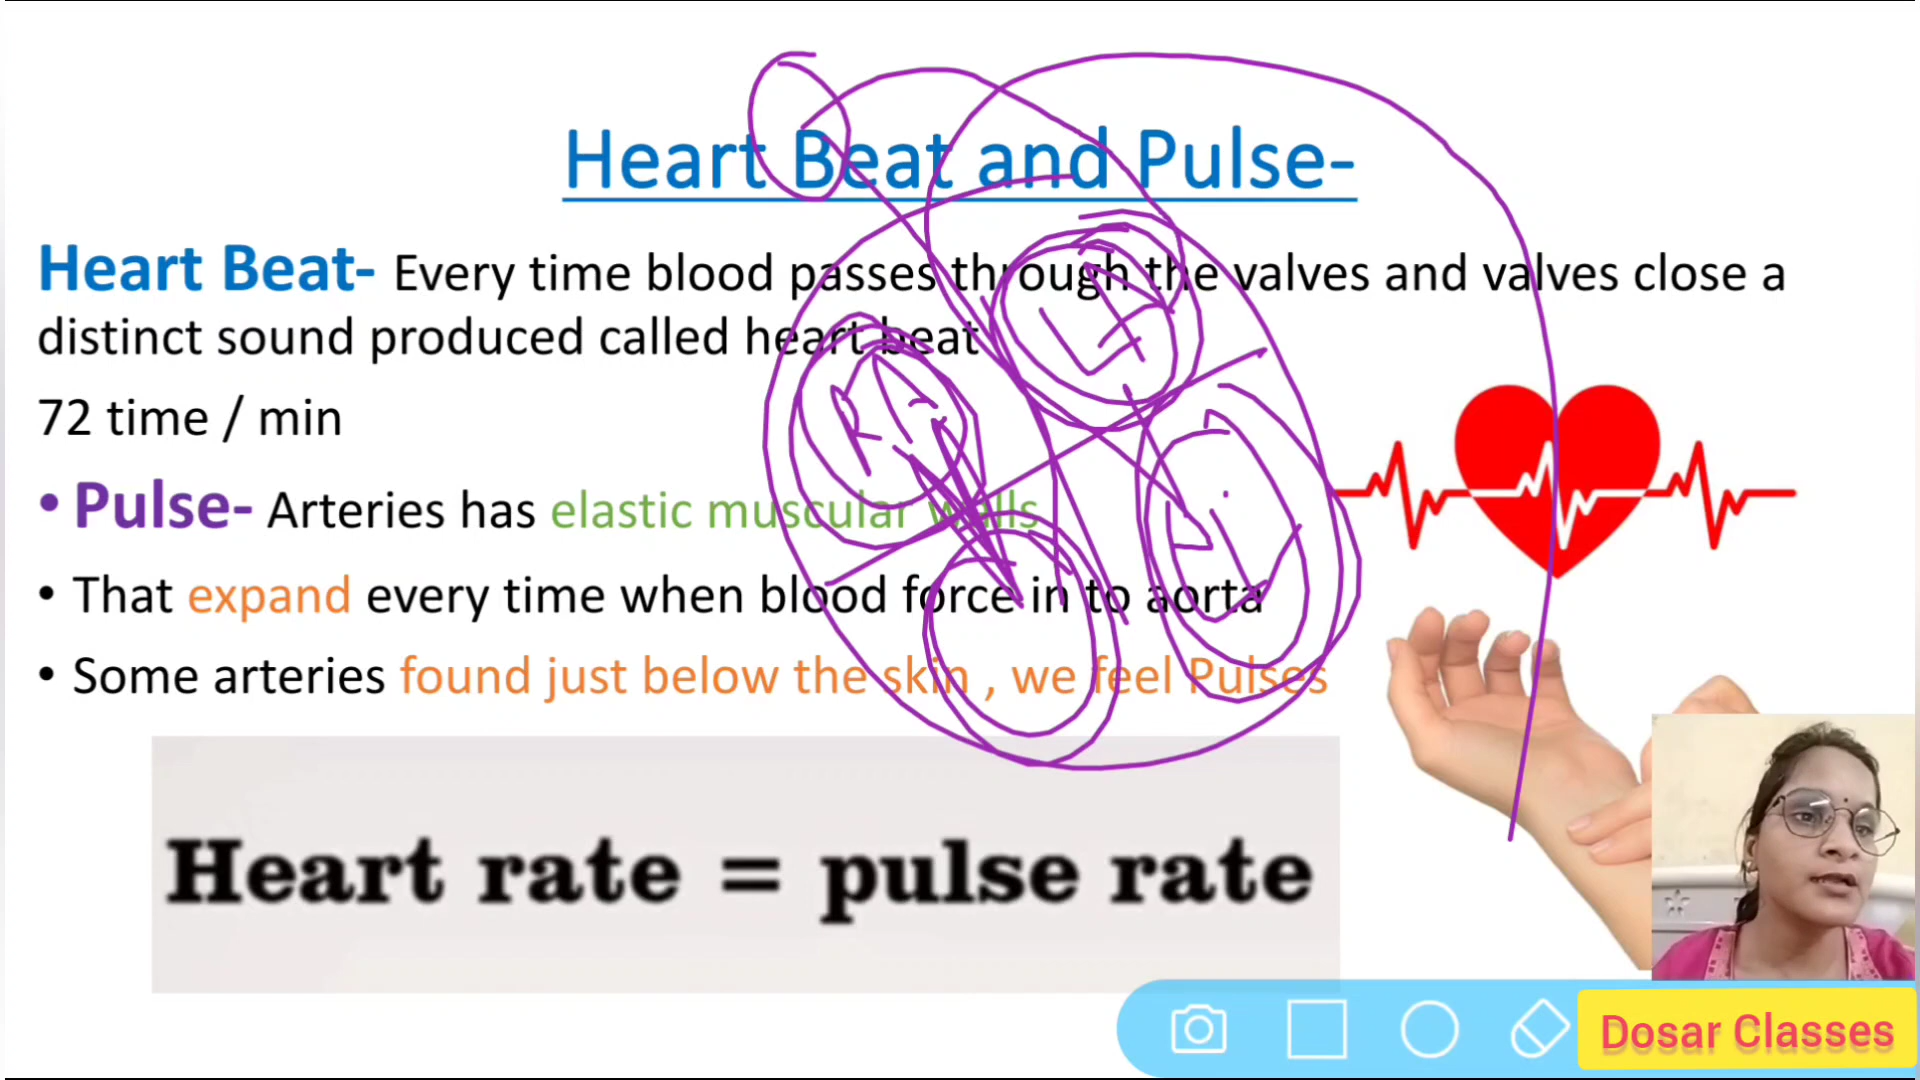 Heart Beat and Pulse-
Heart Beat- Every time blood passes through the valves and valves close a
distinct sound produced called heart beat
72 time / min
• Pulse- Arteries has elastic muscular walls
• That expand every time when blood force in to aorta
• Some arteries found just below the skin , we feel Pulses
Heart rate = pulse rate
LA
RA
Dosar Classes